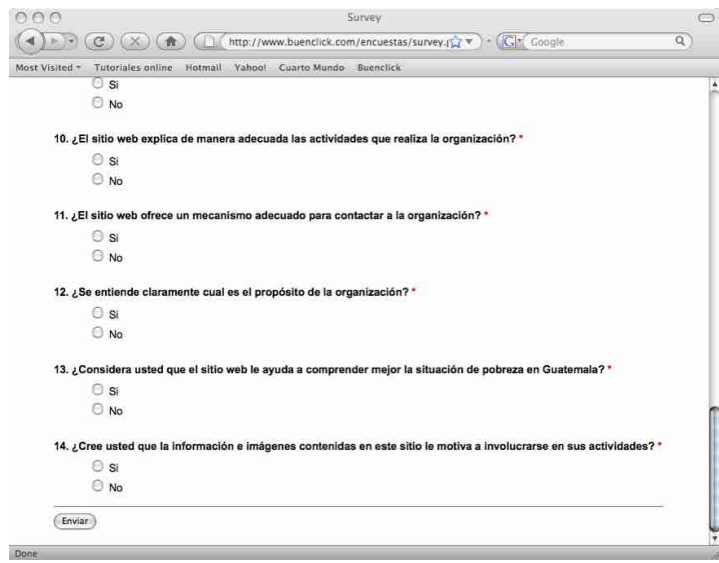 Survey
http://www.buenclick.com/encuestas/survey.p
Google
Most Visited Tutoriales online Hotmail Yahoo! Cuarto Mundo Buenclick
Si
No
10. ¿El sitio web explica de manera adecuada las actividades que realiza la organización? *
Si
No
11. ¿El sitio web ofrece un mecanismo adecuado para contactar a la organización? *
Si
No
12. ¿Se entiende claramente cual es el propósito de la organización? *
Si
No
13. ¿Considera usted que el sitio web le ayuda a comprender mejor la situación de pobreza en Guatemala? *
Si
No
14. ¿Cree usted que la información e imágenes contenidas en este sitio le motiva a involucrarse en sus actividades? *
Si
No
Enviar
Done